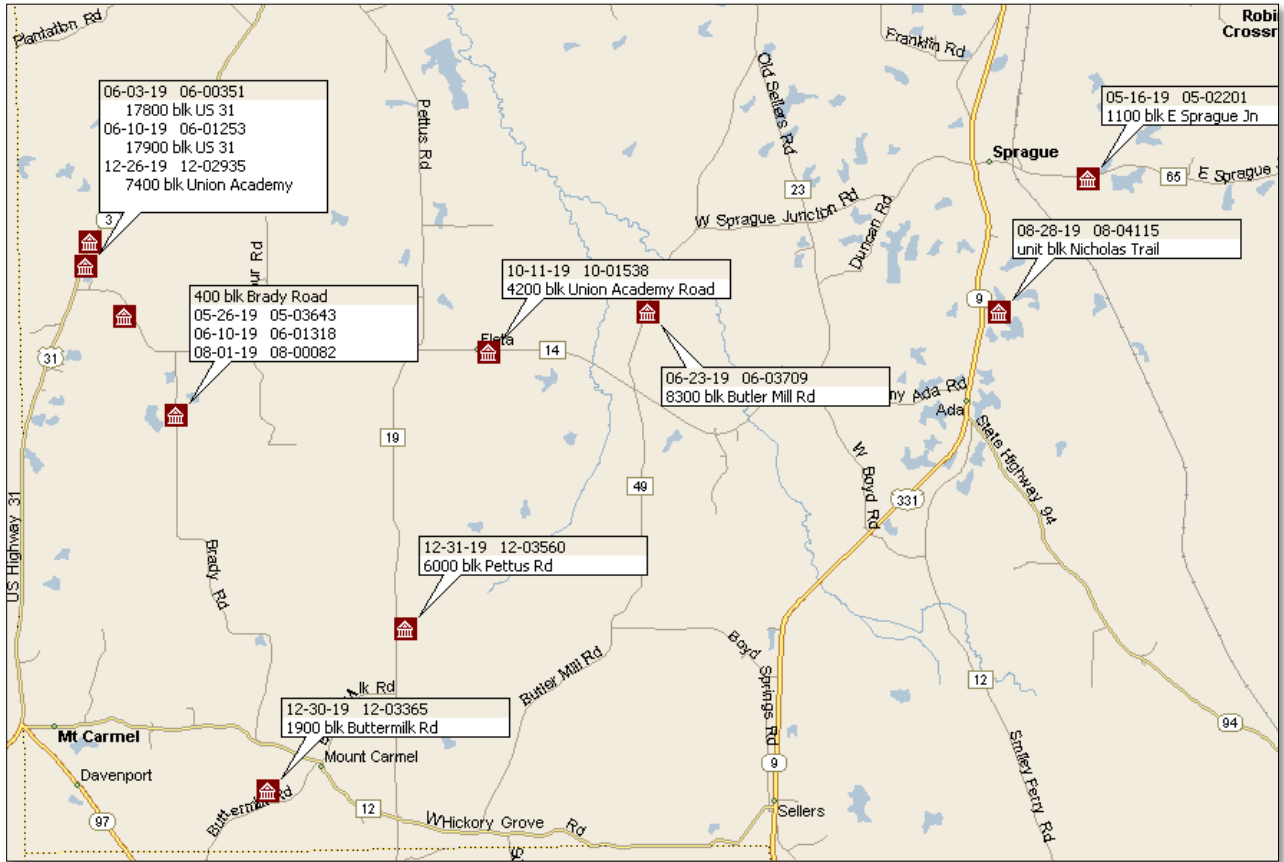 Plantation Rd
Robi
Crossr
Franklin Rd
06-03-19 06-00351
17800 blk US 31
06-10-19 06-01253
17900 blk US 31
12-26-19 12-02935
7400 blk Union Academy
Pettus Rd
Old Sellers Rd
05-16-19 05-02201
1100 blk E Sprague Jn
Sprague
65
E Sprague
23
W Sprague Junction Rd
Duncan Rd
3
08-28-19 08-04115
unit blk Nicholas Trail
ur Rd
10-11-19 10-01538
4200 blk Union Academy Road
400 blk Brady Road
05-26-19 05-03643
06-10-19 06-01318
08-01-19 08-00082
9
31
14
06-23-19 06-03709
8300 blk Butler Mill Rd
ny Ada Rd
Ada
State Highway 94
19
W Boyd Rd
49
331
US Highway 31
Brady Rd
12-31-19 12-03560
6000 blk Pettus Rd
Butler Mill Rd
Boyd Springs Rd
12
lk Rd
12-30-19 12-03365
1900 blk Buttermilk Rd
94
Mt Carmel
Mount Carmel
Smiley Ferry Rd
Davenport
9
Buttermilk Rd
12
97
W Hickory Grove Rd
Sellers